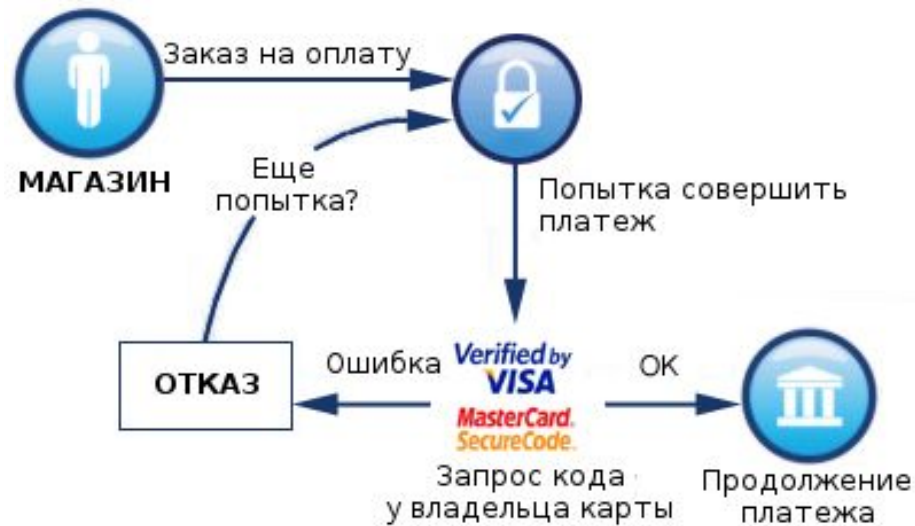 Заказ на оплату
МАГАЗИН
Еще
попытка?
Попытка совершить
платеж
ОТКАЗ
Ошибка
Verified by
VISA
MasterCard.
SecureCode.
ОК
Запрос кода
у владельца карты
Продолжение
платежа